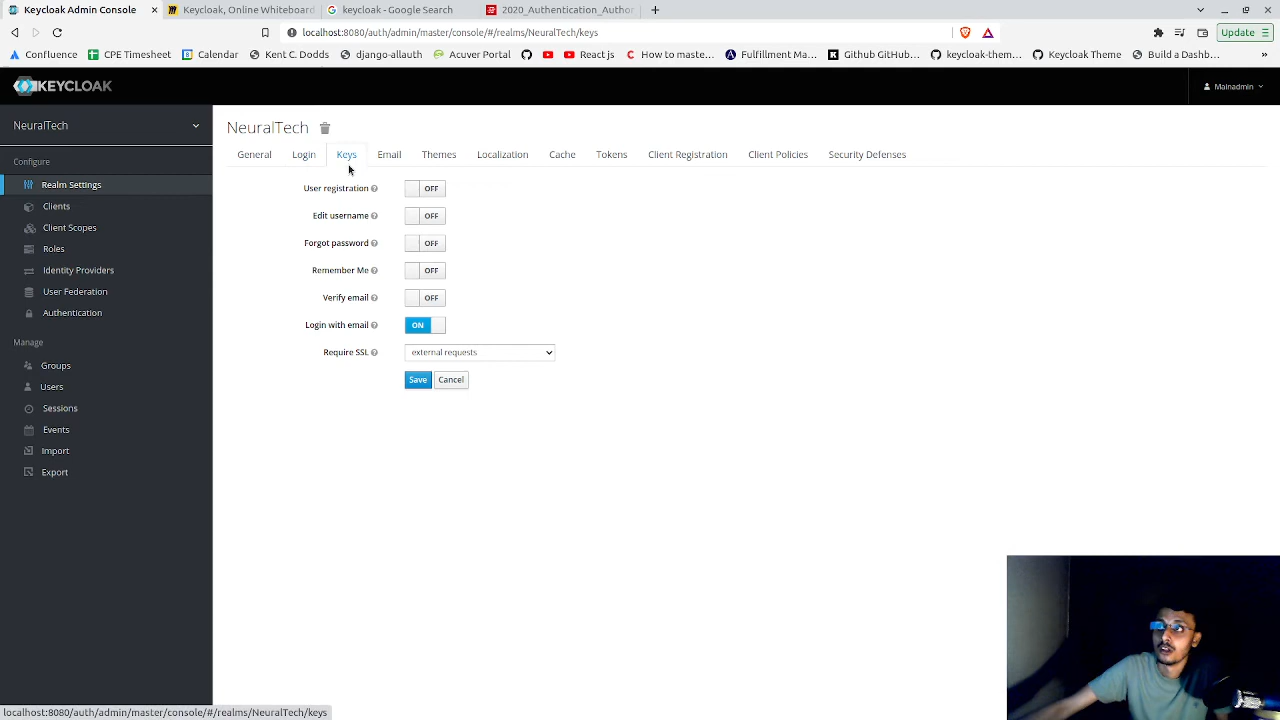 Keycloak Admin Console
Keycloak, Online Whiteboard
keycloak - Google Search
2020_Authentication_Author
localhost:8080/auth/admin/master/console/#/realms/NeuralTech/keys
Update
Confluence
CPE Timesheet
Calendar
Kent C. Dodds
django-allauth
Acuver Portal
React js
How to maste...
Fulfillment Ma...
Github GitHub...
keycloak-them...
Keycloak Theme
Build a Dashb...
KEYCLOAK
Mainadmin
NeuralTech
NeuralTech
General
Login
Keys
Email
Themes
Localization
Cache
Tokens
Client Registration
Client Policies
Security Defenses
Configure
Realm Settings
Clients
Client Scopes
Roles
Identity Providers
User Federation
Authentication
Manage
Groups
Users
Sessions
Events
Import
Export
User registration OFF
Edit username OFF
Forgot password OFF
Remember Me OFF
Verify email OFF
Login with email ON
Require SSL external requests
Save Cancel
localhost:8080/auth/admin/master/console/#/realms/NeuralTech/keys